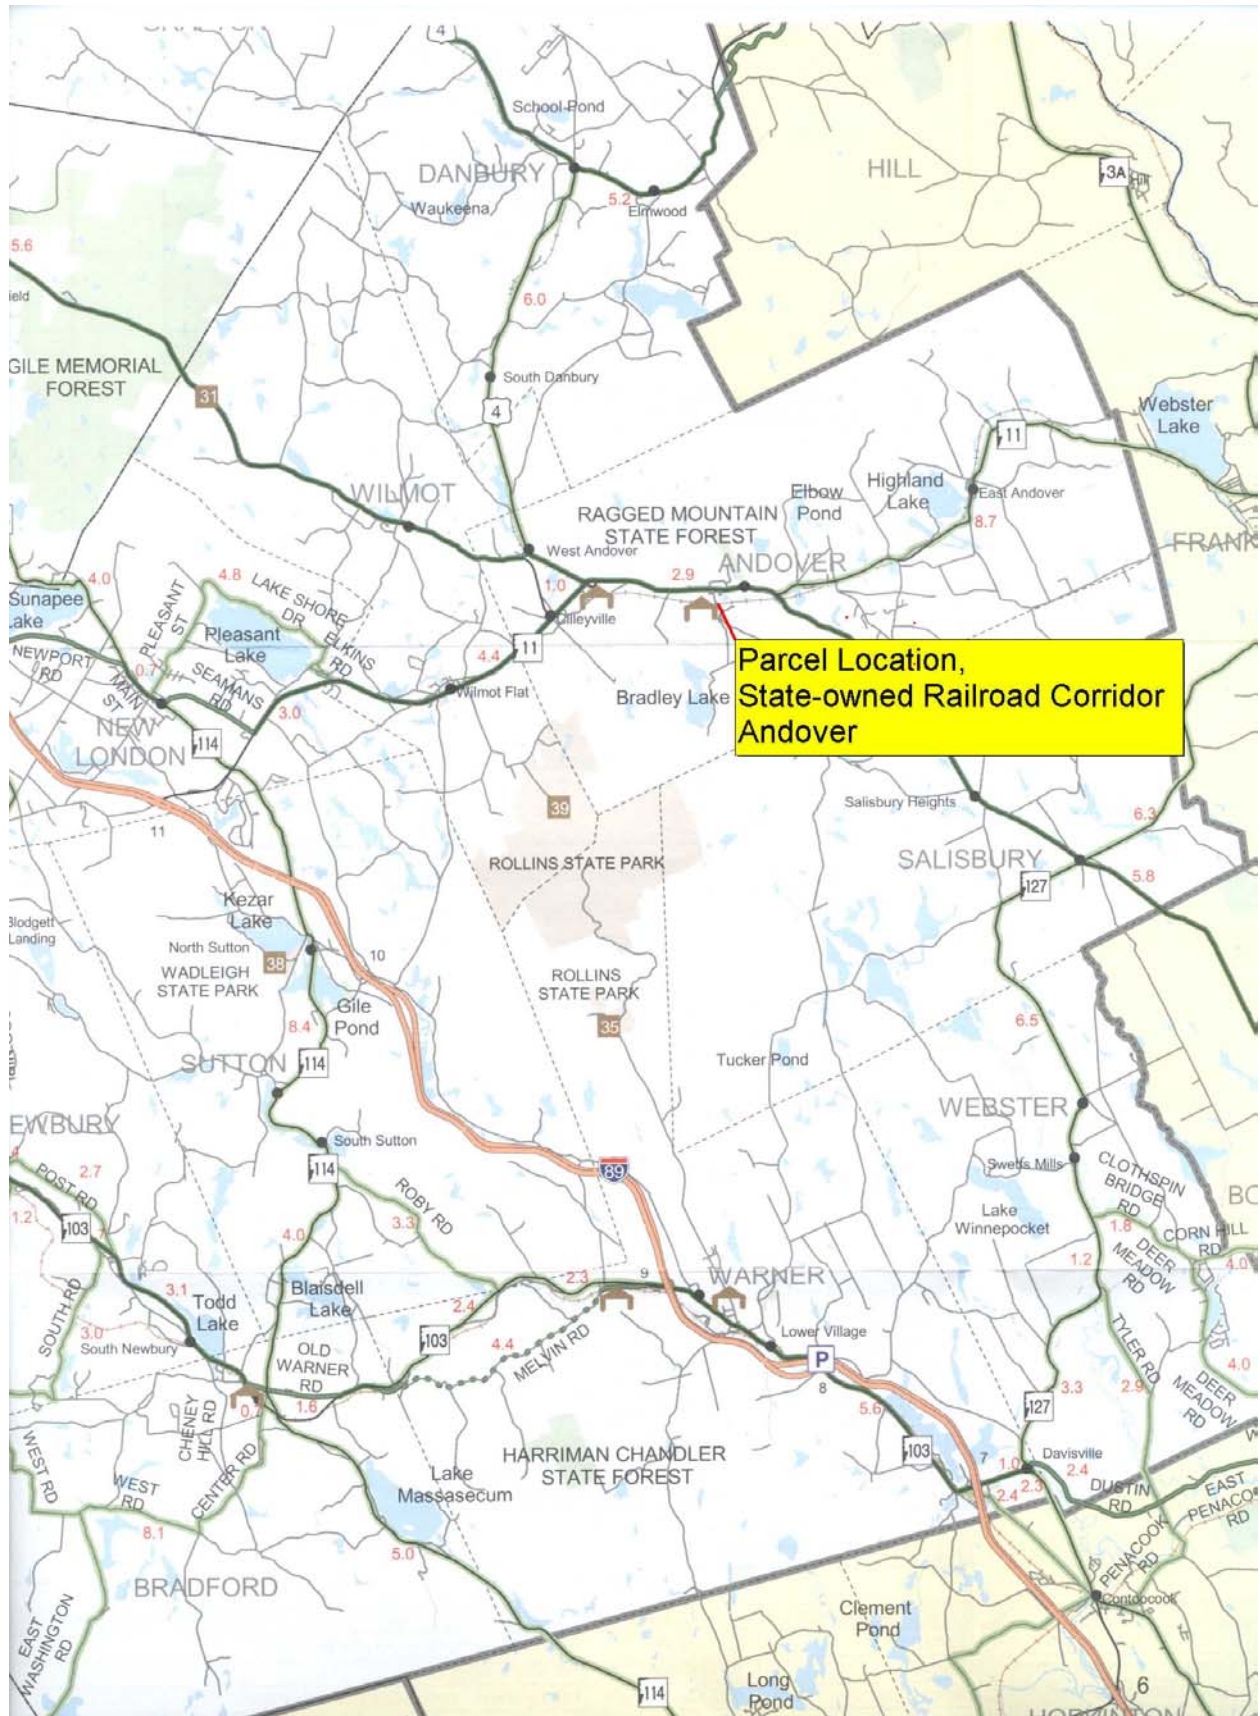 4
School Pond
DANBURY
HILL
3A
Hill
Waukeena
5.2
Elmwood
5.6
6.0
GILE MEMORIAL
FOREST
31
South Danbury
4
Webster
Lake
11
WILMOT
Highland
Lake
East Andover
Elbow
Pond
RAGGED MOUNTAIN
STATE FOREST
8.7
West Andover
ANDOVER
FRANK
4.0
4.8
LAKE SHORE
DR
1.0
2.9
Sunapee
Lake
PLEASANT
ST
Pleasant
Lake
ELKINS
RD
Cilleyville
11
4.4
NEWPORT
RD
0.7
SEAMANS
RD
MAIN
ST
3.0
Wilmot Flat
Bradley Lake
Parcel Location,
State-owned Railroad Corridor
Andover
NEW
LONDON
114
39
Salisbury Heights
6.3
11
ROLLINS STATE PARK
SALISBURY
127
5.8
Kezar
Lake
Blodgett
Landing
North Sutton
38
10
WADLEIGH
STATE PARK
ROLLINS
STATE PARK
Gile
Pond
35
8.4
6.5
SUTTON
114
Tucker Pond
WEBSTER
EWBURY
South Sutton
114
89
Swetts Mills
2.7
POST RD
ROBY RD
CLOTHSPIN
BRIDGE
RD
BO
1.2
103
7
3.3
Lake
Winnepocket
1.8
CORN HILL
RD
4.0
1.2
DEER
MEADOW
RD
4.0
3.1
Blaisdell
Lake
2.3
9
WARNER
SOUTH RD
Todd
Lake
2.4
3.0
South Newbury
103
4.4
MELVIN RD
Lower Village
TYLER RD
OLD
WARNER
RD
P
8
4.0
1.6
CHENEY
HILL RD
5.6
3.3
2.9
DEER
MEADOW
RD
127
WEST RD
CENTER RD
HARRIMAN CHANDLER
STATE FOREST
103
7
1.0
Davisville
2.4
WEST
RD
Lake
Massasecum
2.4
2.3
DUSTIN
RD
EAST
PENACO
RD
8.1
5.0
PENACOOK
RD
BRADFORD
Contoocook
Clement
Pond
EAST
WASHINGTON
RD
114
Long
Pond
6
HOPKINTON